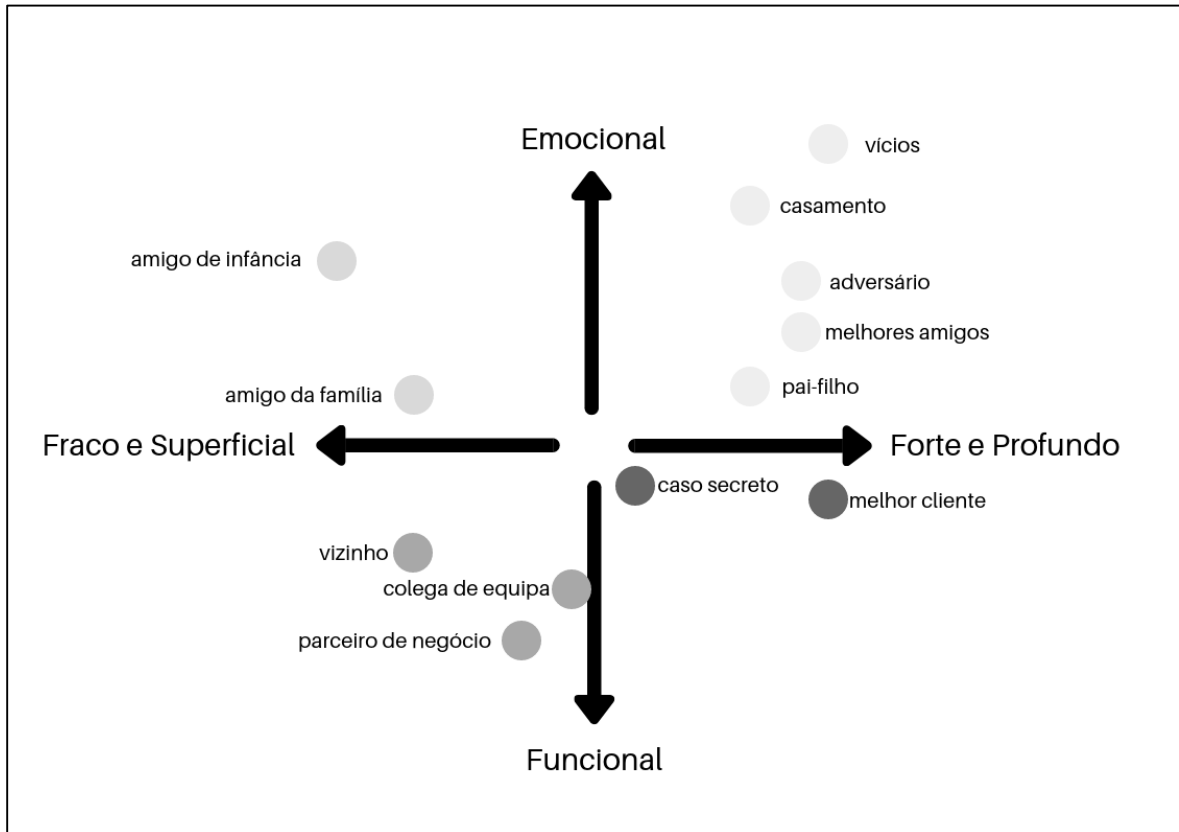 Emocional
vícios
casamento
amigo de infância
adversário
melhores amigos
pai-filho
amigo da família
Fraco e Superficial
Forte e Profundo
caso secreto
melhor cliente
vizinho
colega de equipa
parceiro de negócio
Funcional